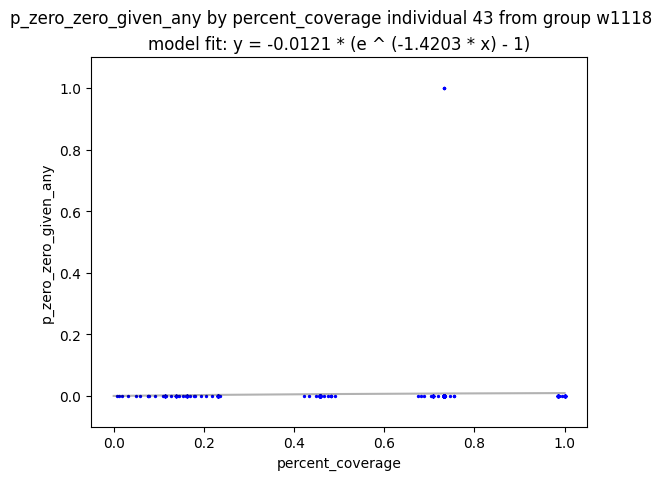 p_zero_zero_given_any by percent_coverage individual 43 from group w1118
model fit: y = -0.0121 * (e ^ (-1.4203 * x) - 1)
1.0
0.8
0.6
0.4
0.2
0.0
p_zero_zero_given_any
0.0 0.2 0.4 0.6 0.8 1.0
percent_coverage